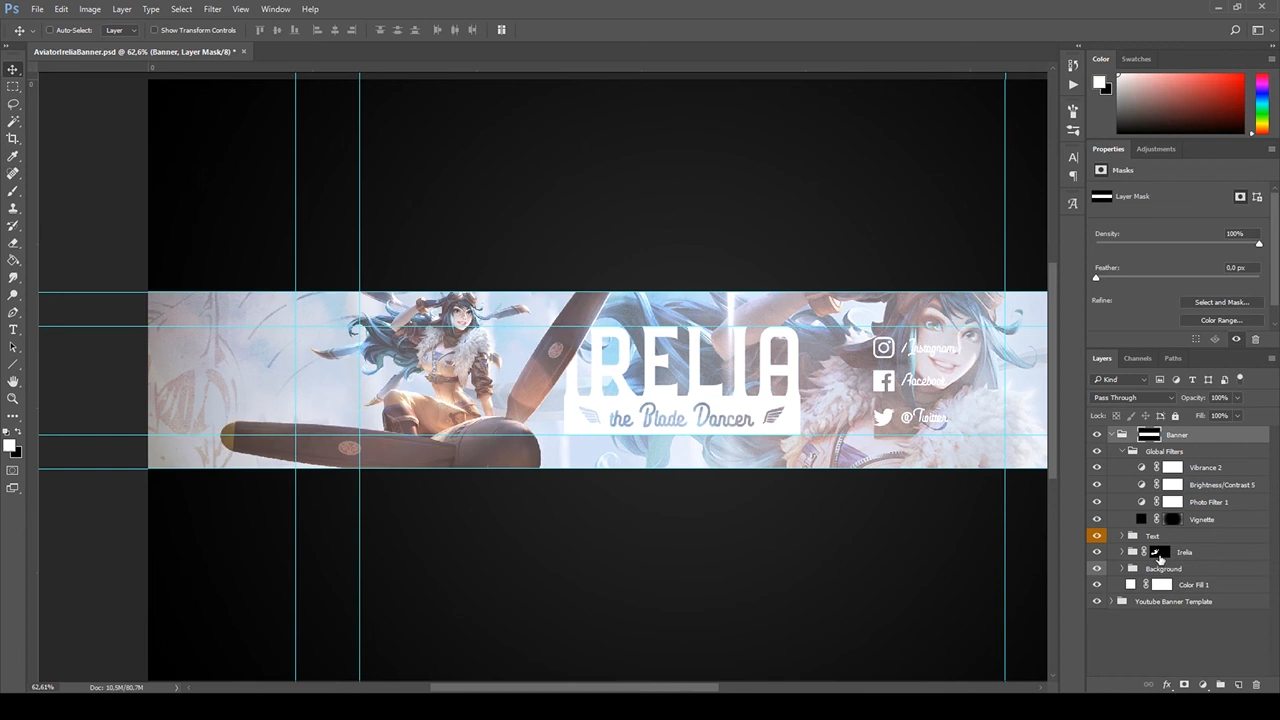 Ps File Edit Image Layer Type Select Filter View Window Help
Auto-Select: Layer Show Transform Controls
AviatorIreliaBanner.psd @ 62,6% (Banner, Layer Mask/8) * ×
0
0
IRELIA
the Blade Dancer
/Instagram
/Facebook
@Twitter
62,61% Doc: 10,5M/80,7M
Color Swatches
Properties Adjustments
Masks
Layer Mask
Density: 100%
Feather: 0,0 px
Refine: Select and Mask...
Color Range...
Layers Channels Paths
Kind
Pass Through Opacity: 100%
Lock: Fill: 100%
Banner
Global Filters
Vibrance 2
Brightness/Contrast 5
Photo Filter 1
Vignette
Text
Irelia
Background
Color Fill 1
Youtube Banner Template